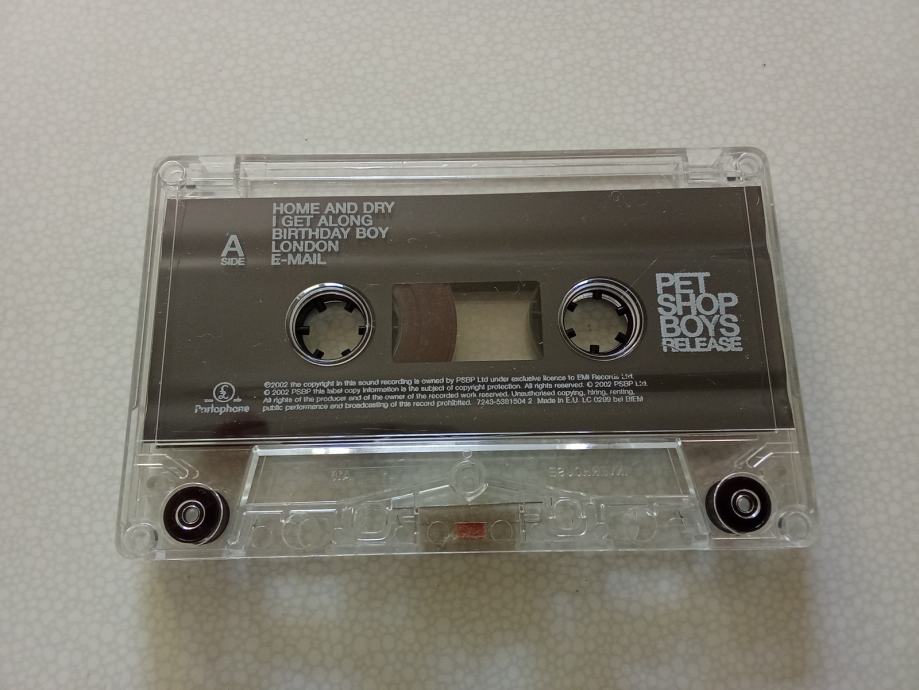 HOME AND DRY
I GET ALONG
BIRTHDAY BOY
LONDON
E-MAIL
A
SIDE
PET
SHOP
BOYS
RELEASE
Parlophone
℗2002 the copyright in this sound recording is owned by PSBP Ltd under exclusive licence to EMI Records Ltd.
© 2002 PSBP this label copy information is the subject of copyright protection. All rights reserved. © 2002 PSBP Ltd.
All rights of the producer and of the owner of the recorded work reserved. Unauthorised copying, hiring, renting,
public performance and broadcasting of this record prohibited. 7243-5381504 2 Made in E.U. LC 0299 bel BIEM